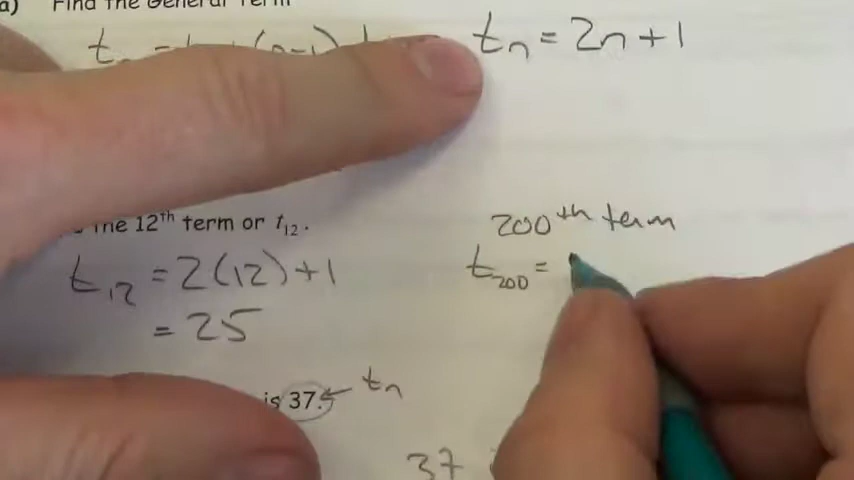 a) Find the General Term
tn = 2n + 1
the 12th term or t12.
200th term
t12 = 2(12) + 1
t200 =
= 25
is 37. ← tn
37